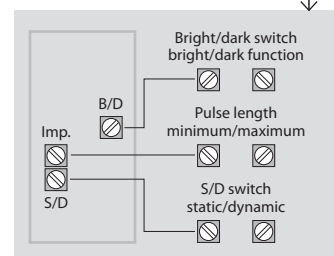 Bright/dark switch
bright/dark function
B/D
Pulse length
minimum/maximum
Imp.
S/D switch
static/dynamic
S/D